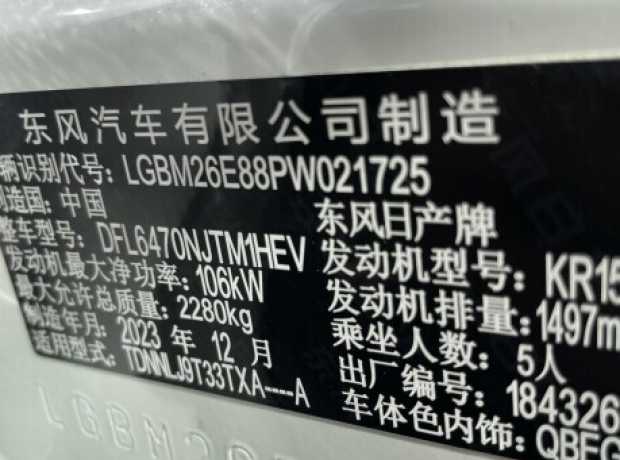 东风汽车有限公司制造
辆识别代号: LGBM26E88PW021725
制造国: 中国
东风日产牌
整车型号: DFL6470NJTM1HEV
发动机型号: KR15
发动机最大净功率: 106kW
发动机排量: 1497m
最大允许总质量: 2280kg
乘坐人数: 5人
制造年月: 2023 年 12 月
出厂编号: 184326
适用型式: TDNNLJ9T33TXA----A
车体色内饰: QBFG
LGBM26